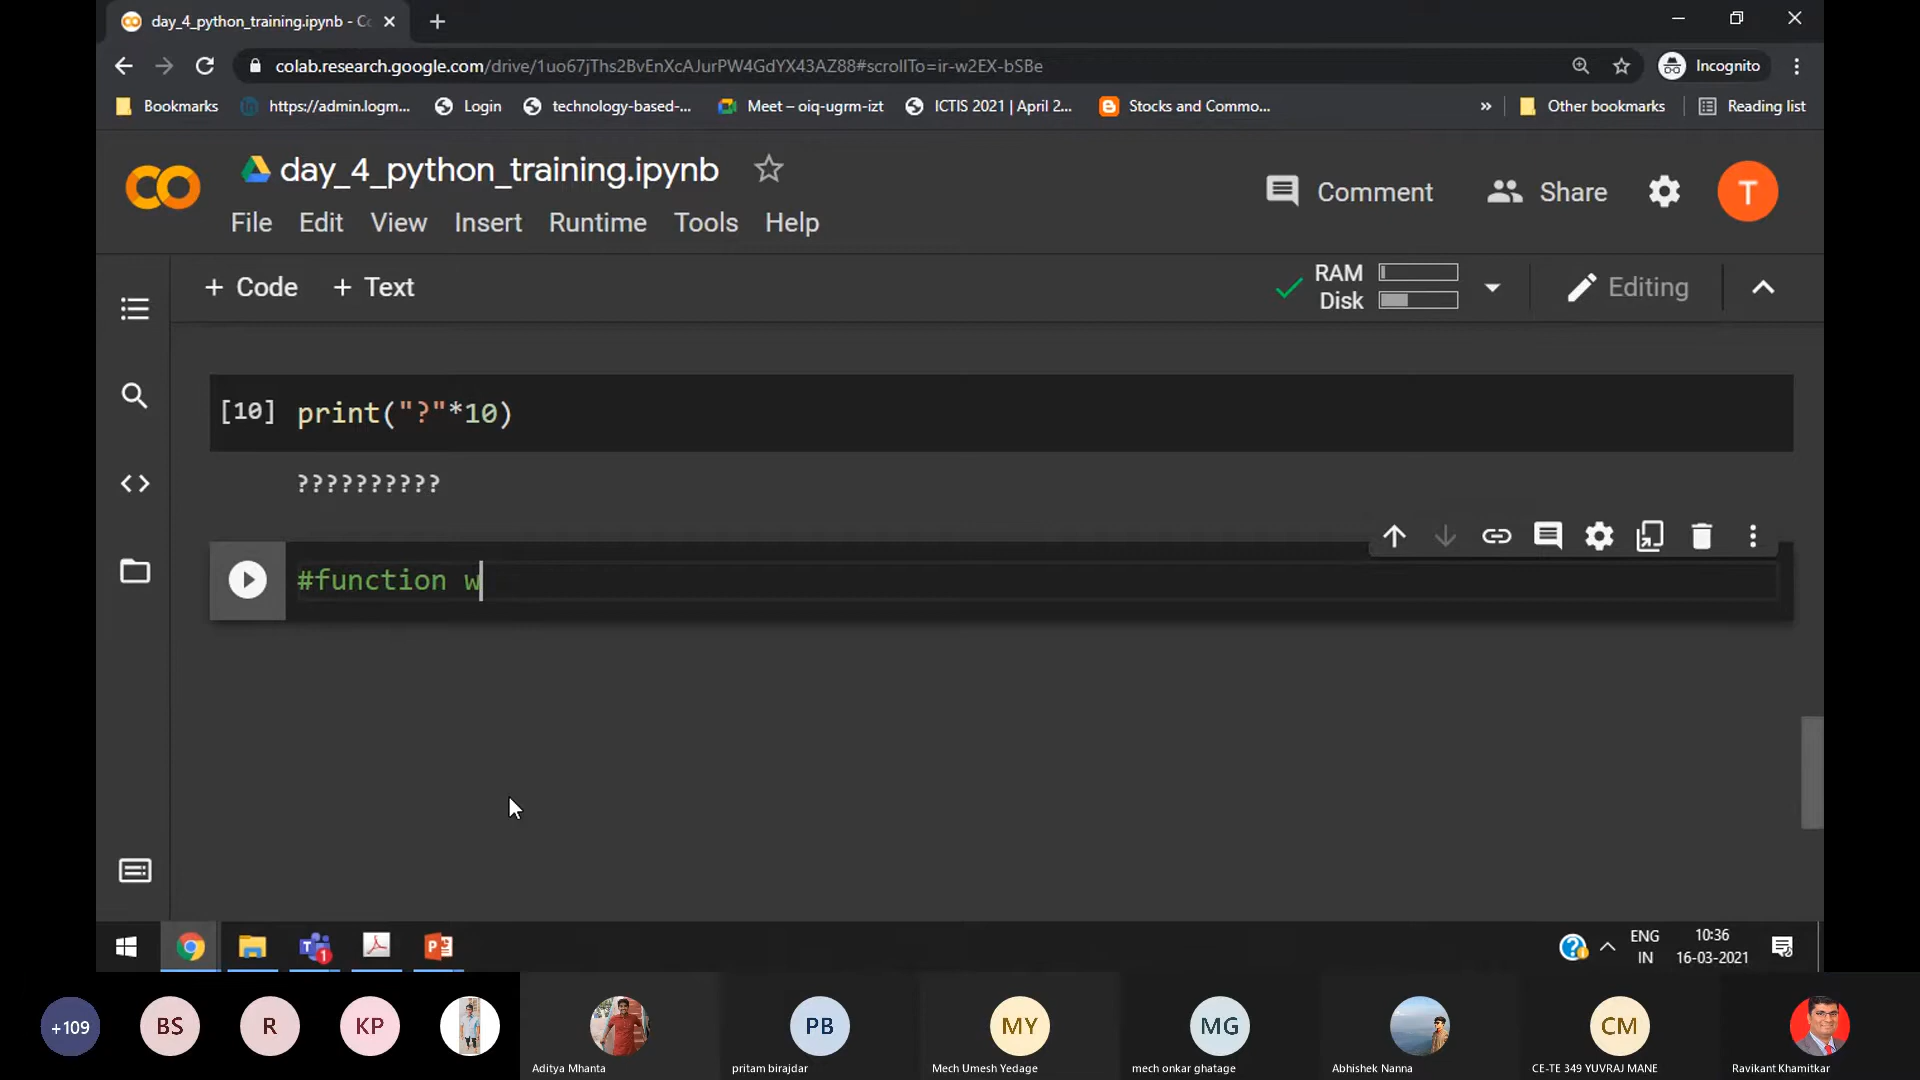 day_4_python_training.ipynb - Co
colab.research.google.com/drive/1uo67jThs2BvEnXcAJurPW4GdYX43AZ88#scrollTo=ir-w2EX-bSBe
Incognito
Bookmarks
https://admin.logm...
Login
technology-based-...
Meet – oiq-ugrm-izt
ICTIS 2021 | April 2...
Stocks and Commo...
»
Other bookmarks
Reading list
CO
day_4_python_training.ipynb
Comment
Share
T
File Edit View Insert Runtime Tools Help
+ Code + Text
RAM
Disk
Editing
[10] print("?"*10)
??????????
#function w
ENG
IN
10:36
16-03-2021
+109
BS
R
KP
PB
MY
MG
CM
Aditya Mhanta
pritam birajdar
Mech Umesh Yedage
mech onkar ghatage
Abhishek Nanna
CE-TE 349 YUVRAJ MANE
Ravikant Khamitkar